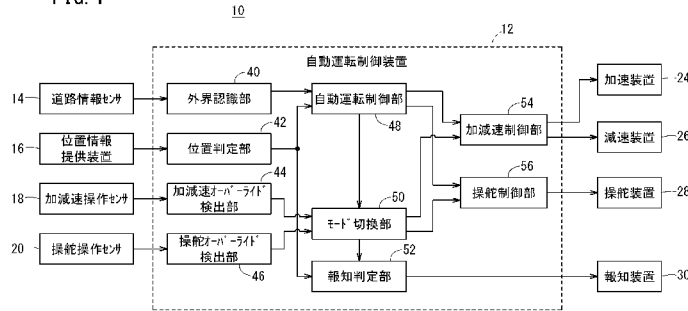 FIG. 1
10
12
自動運転制御装置
14 道路情報ｾﾝｻ
40 外界認識部
自動運転制御部 48
54 加減速制御部
加速装置 24
16 位置情報提供装置
42 位置判定部
減速装置 26
18 加減速操作ｾﾝｻ
44 加減速ｵｰﾊﾞｰﾗｲﾄﾞ検出部
50 ﾓｰﾄﾞ切換部
56 操舵制御部
操舵装置 28
20 操舵操作ｾﾝｻ
操舵ｵｰﾊﾞｰﾗｲﾄﾞ検出部 46
52 報知判定部
報知装置 30